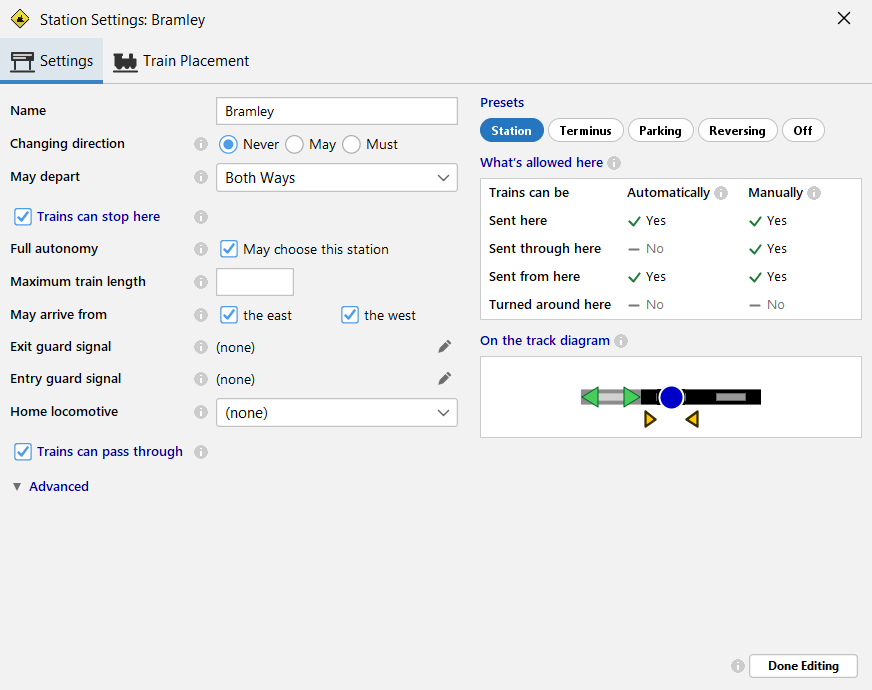 Station Settings: Bramley
Settings
Train Placement
Name
Bramley
Changing direction
Never
May
Must
May depart
Both Ways
Trains can stop here
Full autonomy
May choose this station
Maximum train length
May arrive from
the east
the west
Exit guard signal
(none)
Entry guard signal
(none)
Home locomotive
(none)
Trains can pass through
Advanced
Presets
Station
Terminus
Parking
Reversing
Off
What's allowed here
Trains can be Automatically Manually
Sent here Yes Yes
Sent through here No Yes
Sent from here Yes Yes
Turned around here No No
On the track diagram
Done Editing